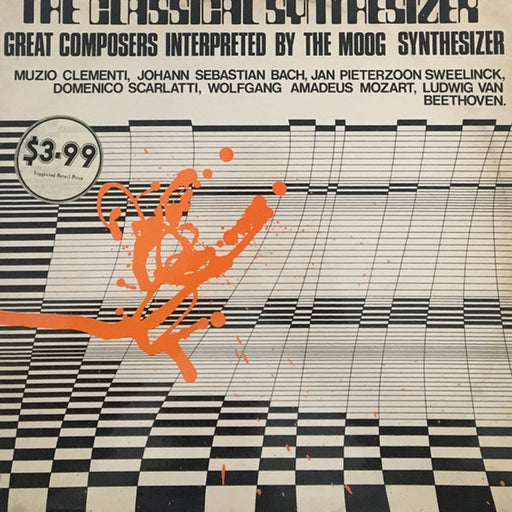 THE CLASSICAL SYNTHESIZER
GREAT COMPOSERS INTERPRETED BY THE MOOG SYNTHESIZER
MUZIO CLEMENTI, JOHANN SEBASTIAN BACH, JAN PIETERZOON SWEELINCK,
DOMENICO SCARLATTI, WOLFGANG AMADEUS MOZART, LUDWIG VAN
BEETHOVEN.
$3.99
Suggested Retail Price